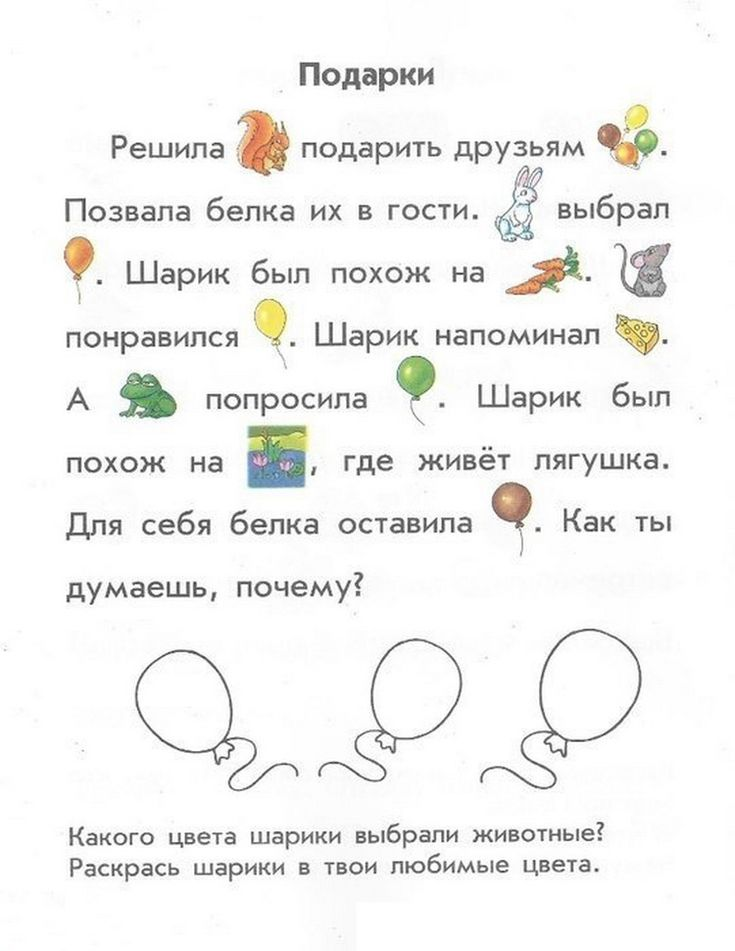 Подарки
Решила подарить друзьям .
Позвала белка их в гости. выбрал
. Шарик был похож на .
понравился . Шарик напоминал .
А попросила . Шарик был
похож на , где живёт лягушка.
Для себя белка оставила . Как ты
думаешь, почему?
Какого цвета шарики выбрали животные?
Раскрась шарики в твои любимые цвета.